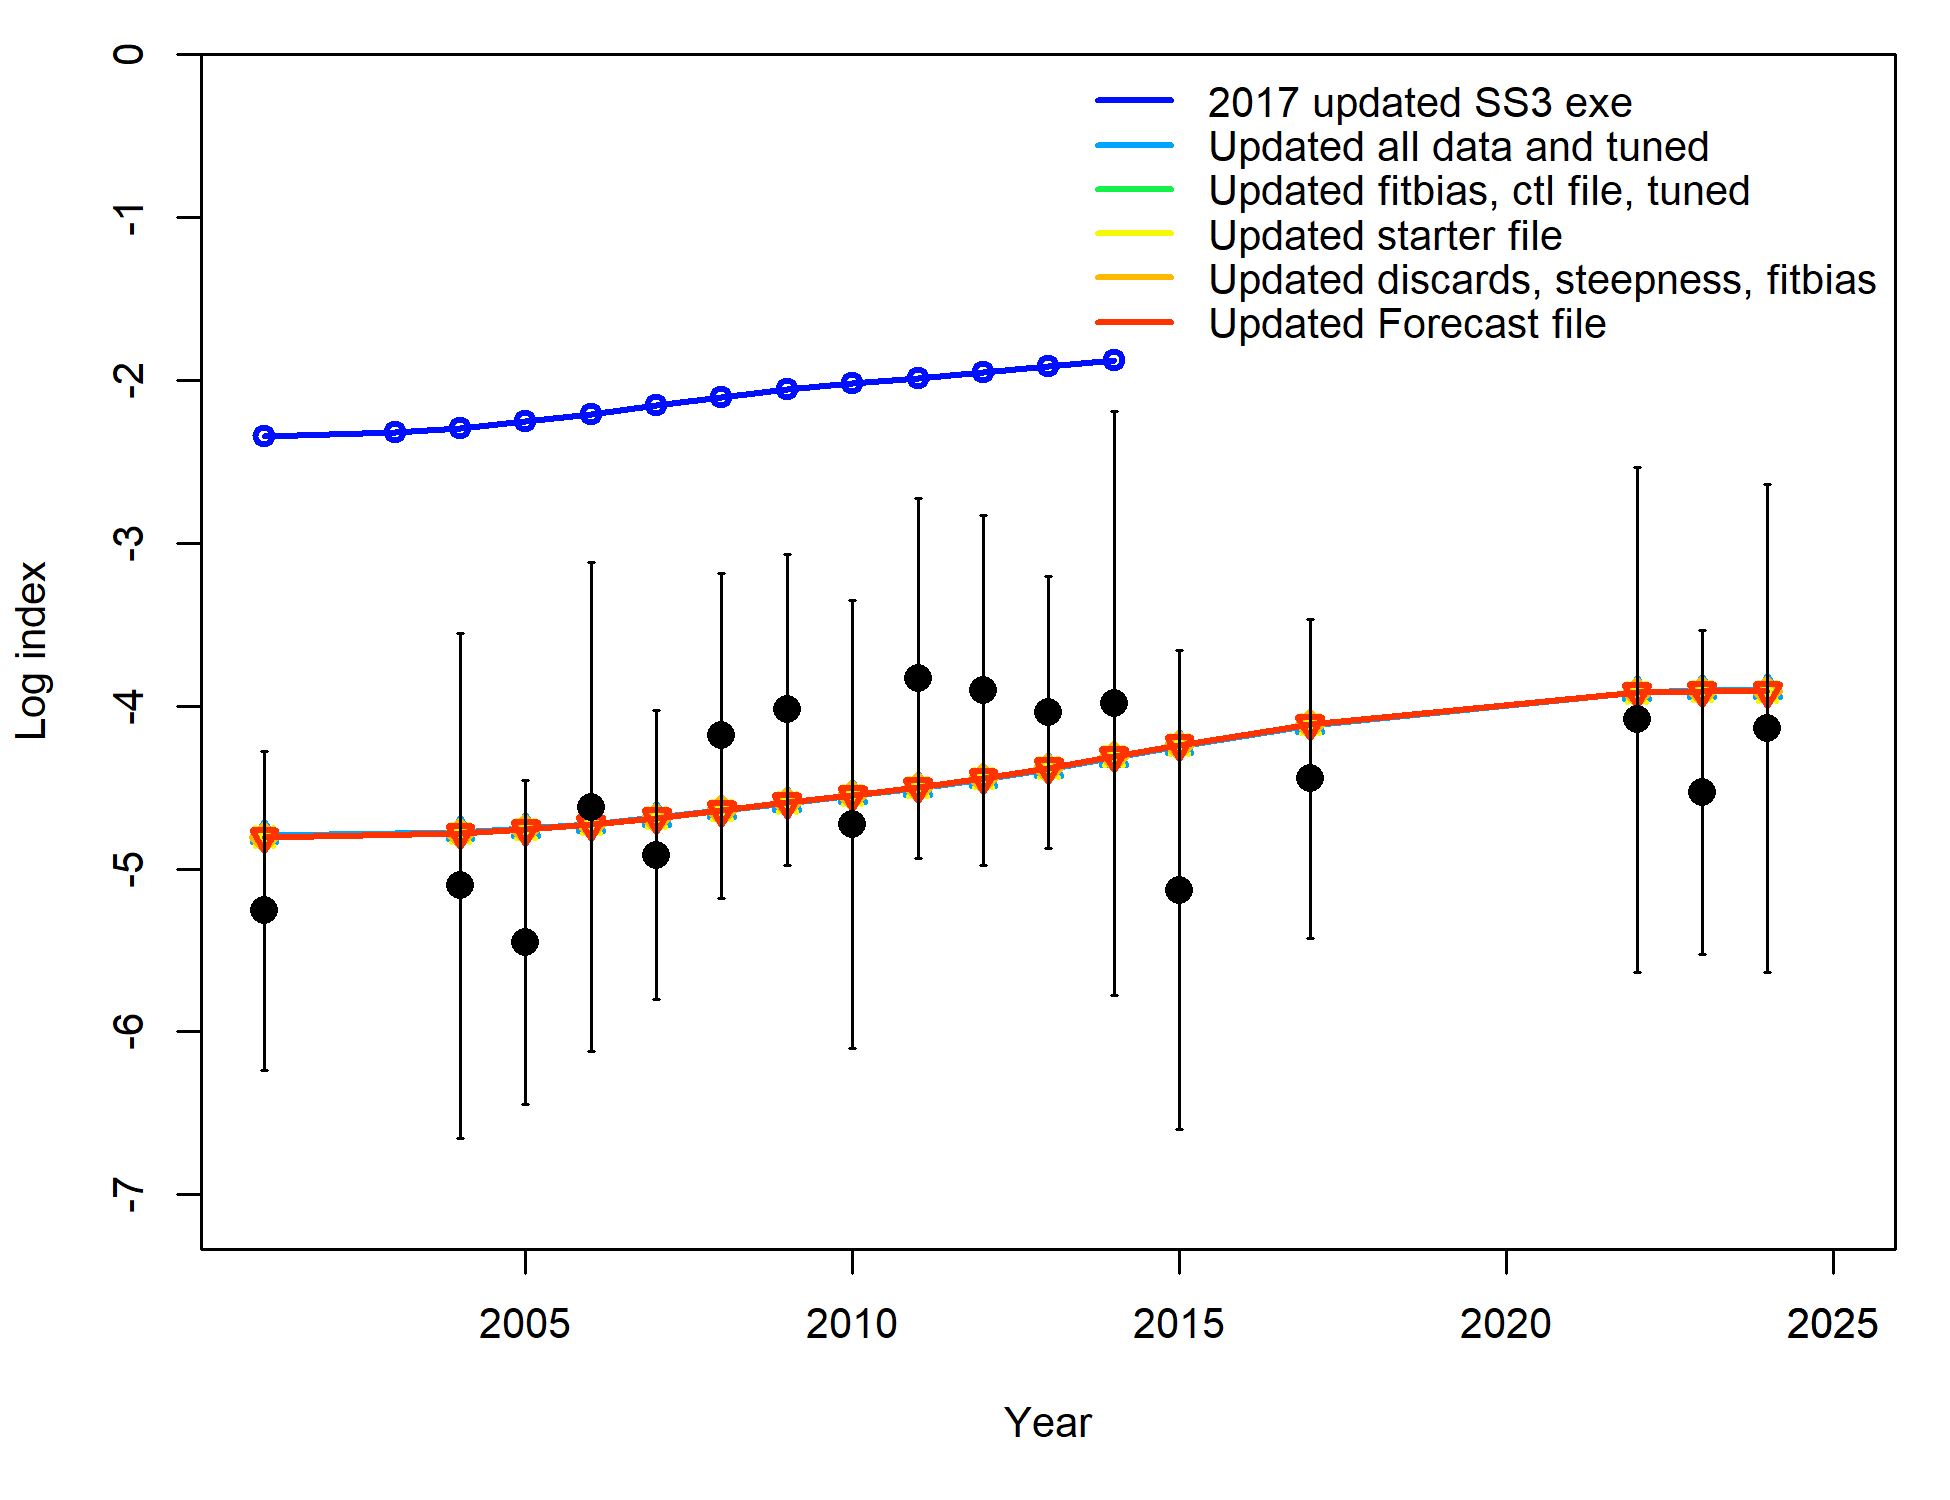 2017 updated SS3 exe
Updated all data and tuned
Updated fitbias, ctl file, tuned
Updated starter file
Updated discards, steepness, fitbias
Updated Forecast file
Log index
0
-1
-2
-3
-4
-5
-6
-7
2005 2010 2015 2020 2025
Year